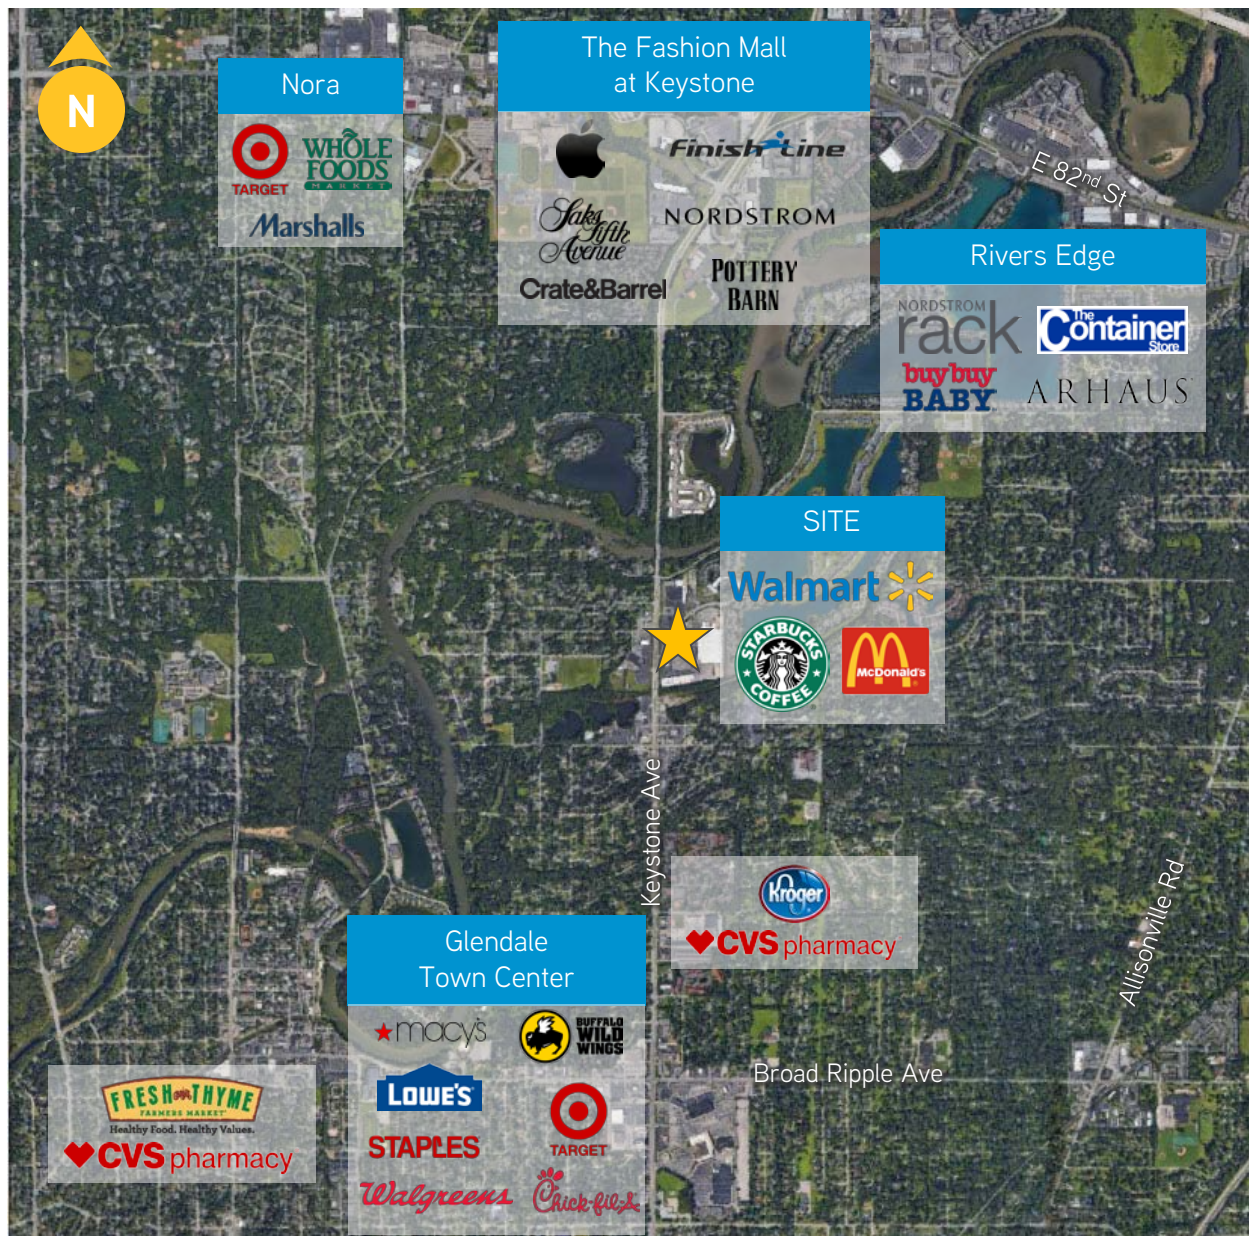 N
Nora
TARGET
WHOLE
FOODS
MARKET
Marshalls
The Fashion Mall
at Keystone
Finish Line
Saks
Fifth
Avenue
NORDSTROM
Crate&Barrel
POTTERY
BARN
E 82nd St
Rivers Edge
NORDSTROM
rack
The
Container
Store
buybuy
BABY
ARHAUS
SITE
Walmart
STARBUCKS
COFFEE
McDonald's
Keystone Ave
Kroger
CVS pharmacy
Allisonville Rd
Glendale
Town Center
macy's
BUFFALO
WILD
WINGS
LOWE'S
TARGET
STAPLES
Walgreens
Chick-fil-A
Broad Ripple Ave
FRESH THYME
FARMERS MARKET
Healthy Food. Healthy Values.
CVS pharmacy